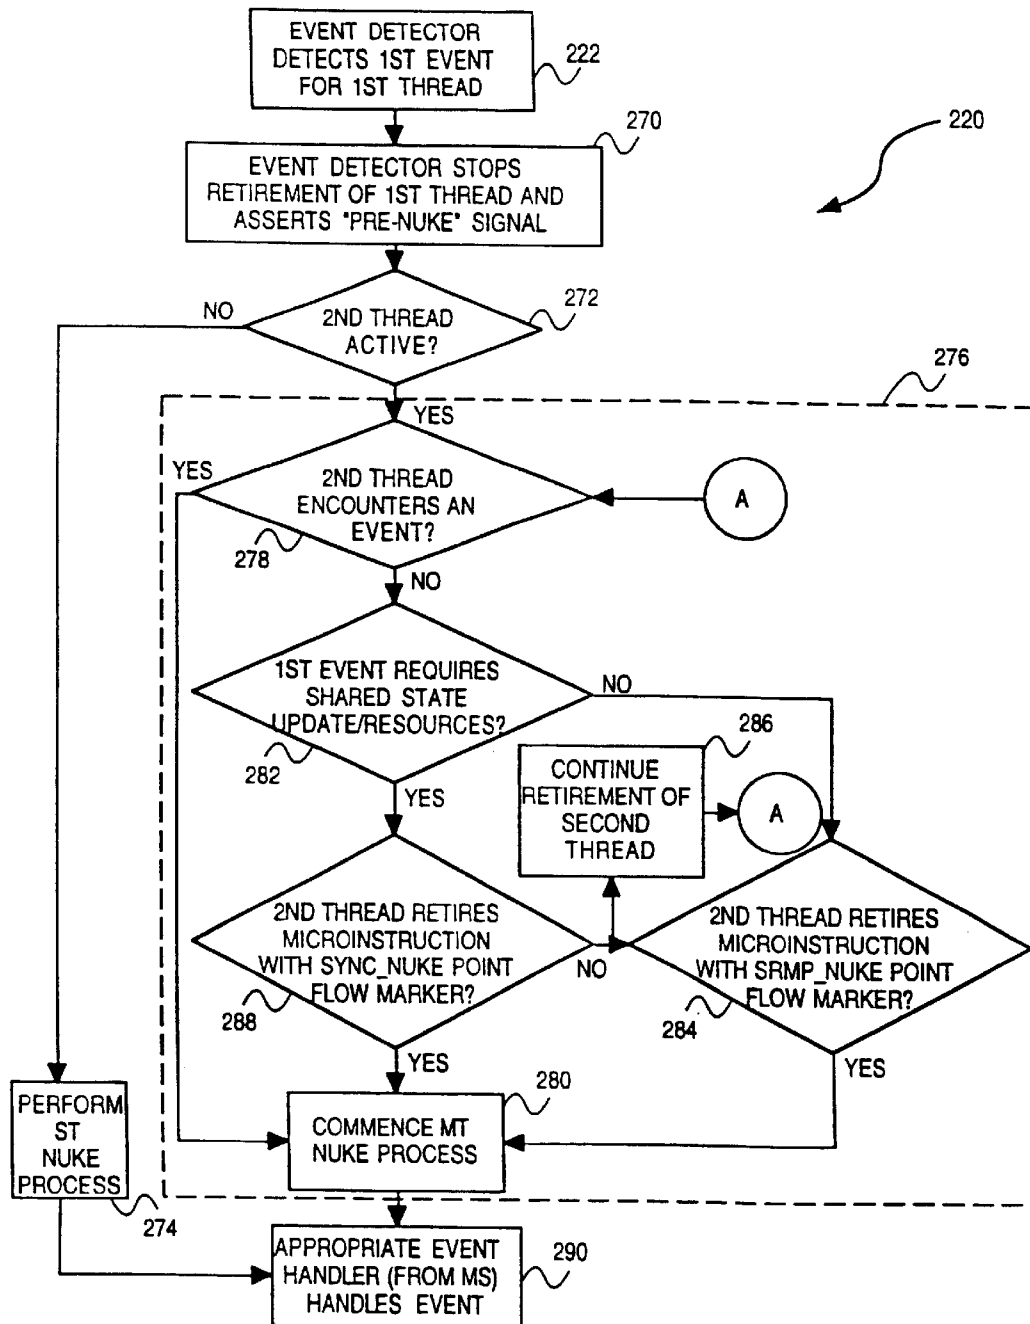 EVENT DETECTOR
DETECTS 1ST EVENT
FOR 1ST THREAD
222
270
220
EVENT DETECTOR STOPS
RETIREMENT OF 1ST THREAD AND
ASSERTS "PRE-NUKE" SIGNAL
NO
272
2ND THREAD
ACTIVE?
276
YES
YES
2ND THREAD
ENCOUNTERS AN
EVENT?
A
278
NO
1ST EVENT REQUIRES
SHARED STATE
UPDATE/RESOURCES?
NO
282
286
YES
CONTINUE
RETIREMENT OF
SECOND
THREAD
A
2ND THREAD RETIRES
MICROINSTRUCTION
WITH SYNC_NUKE POINT
FLOW MARKER?
NO
2ND THREAD RETIRES
MICROINSTRUCTION
WITH SRMP_NUKE POINT
FLOW MARKER?
288
284
YES
YES
280
PERFORM
ST
NUKE
PROCESS
COMMENCE MT
NUKE PROCESS
274
APPROPRIATE EVENT
HANDLER (FROM MS)
HANDLES EVENT
290